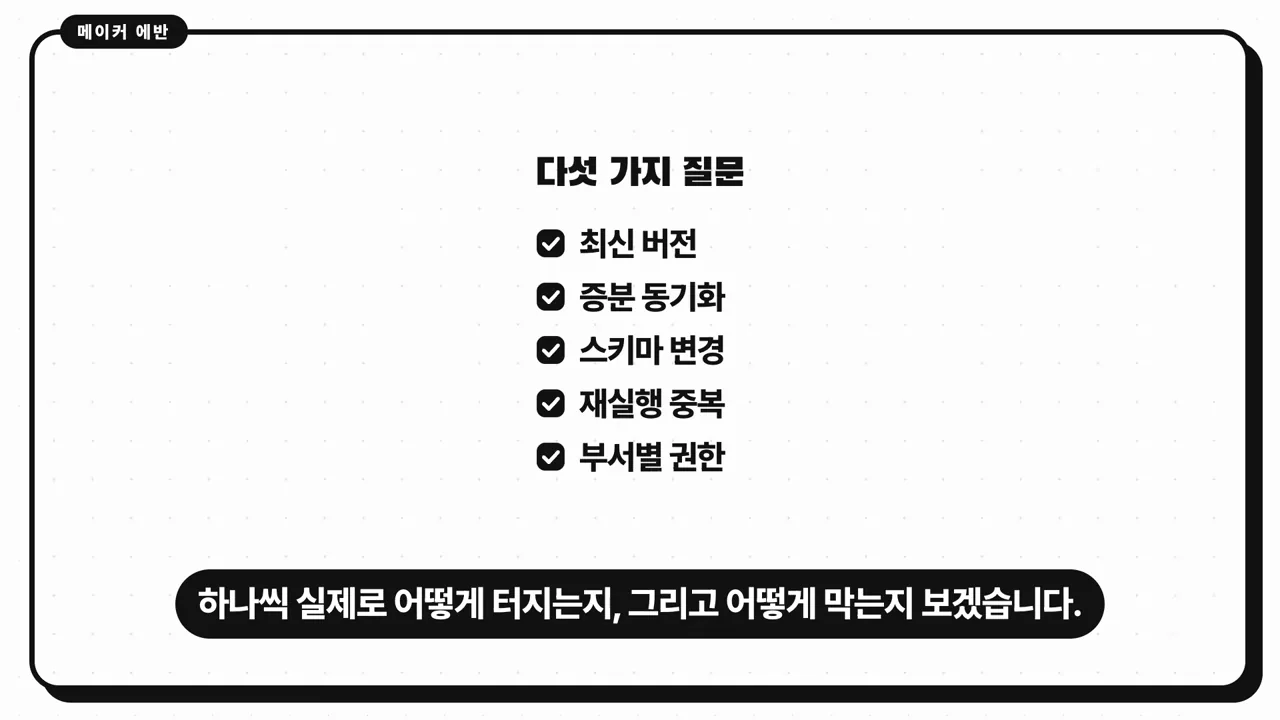 메이커 에반
다섯 가지 질문
최신 버전
증분 동기화
스키마 변경
재실행 중복
부서별 권한
하나씩 실제로 어떻게 터지는지, 그리고 어떻게 막는지 보겠습니다.